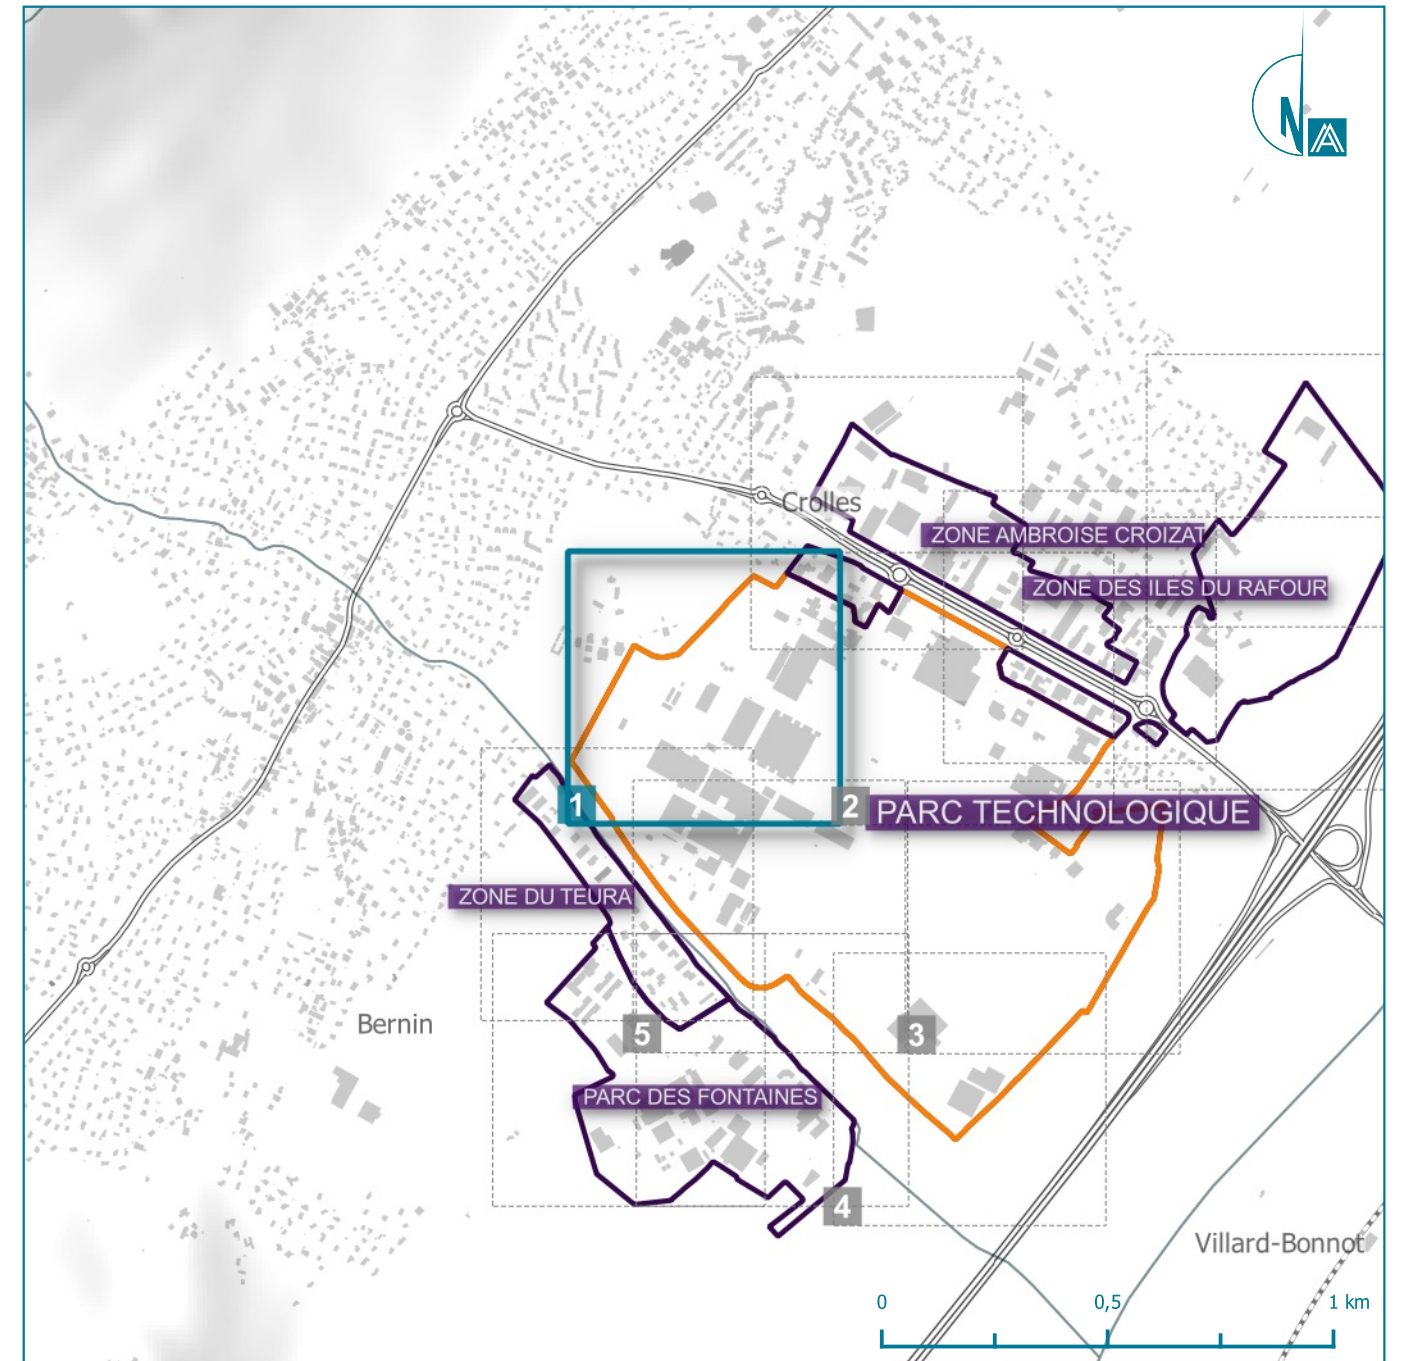 N
Crolles
ZONE AMBROISE CROIZAT
ZONE DES ILES DU RAFOUR
1
2
PARC TECHNOLOGIQUE
ZONE DU TEURA
Bernin
5
3
PARC DES FONTAINES
4
Villard-Bonnot
0 0,5 1 km